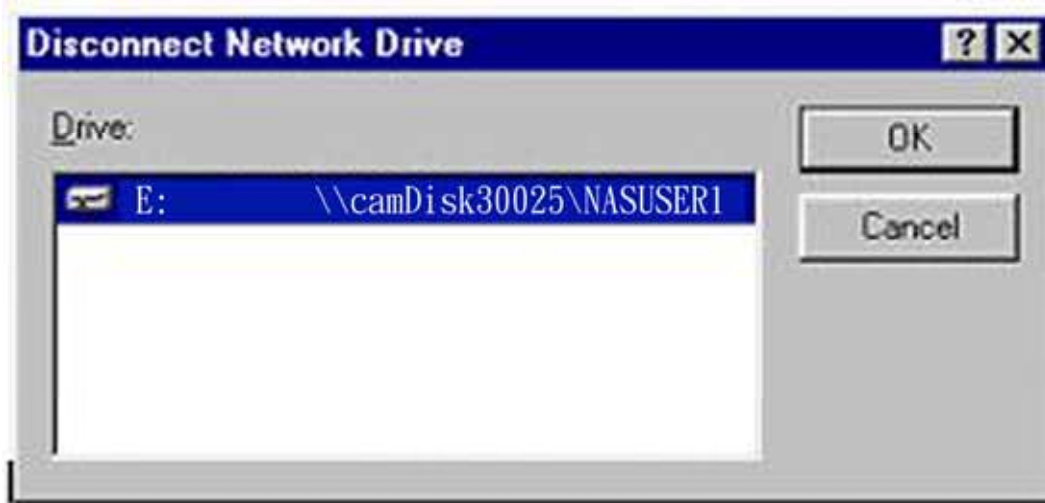 Disconnect Network Drive
Drive:
E: \\camDisk30025\NASUSER1
OK
Cancel